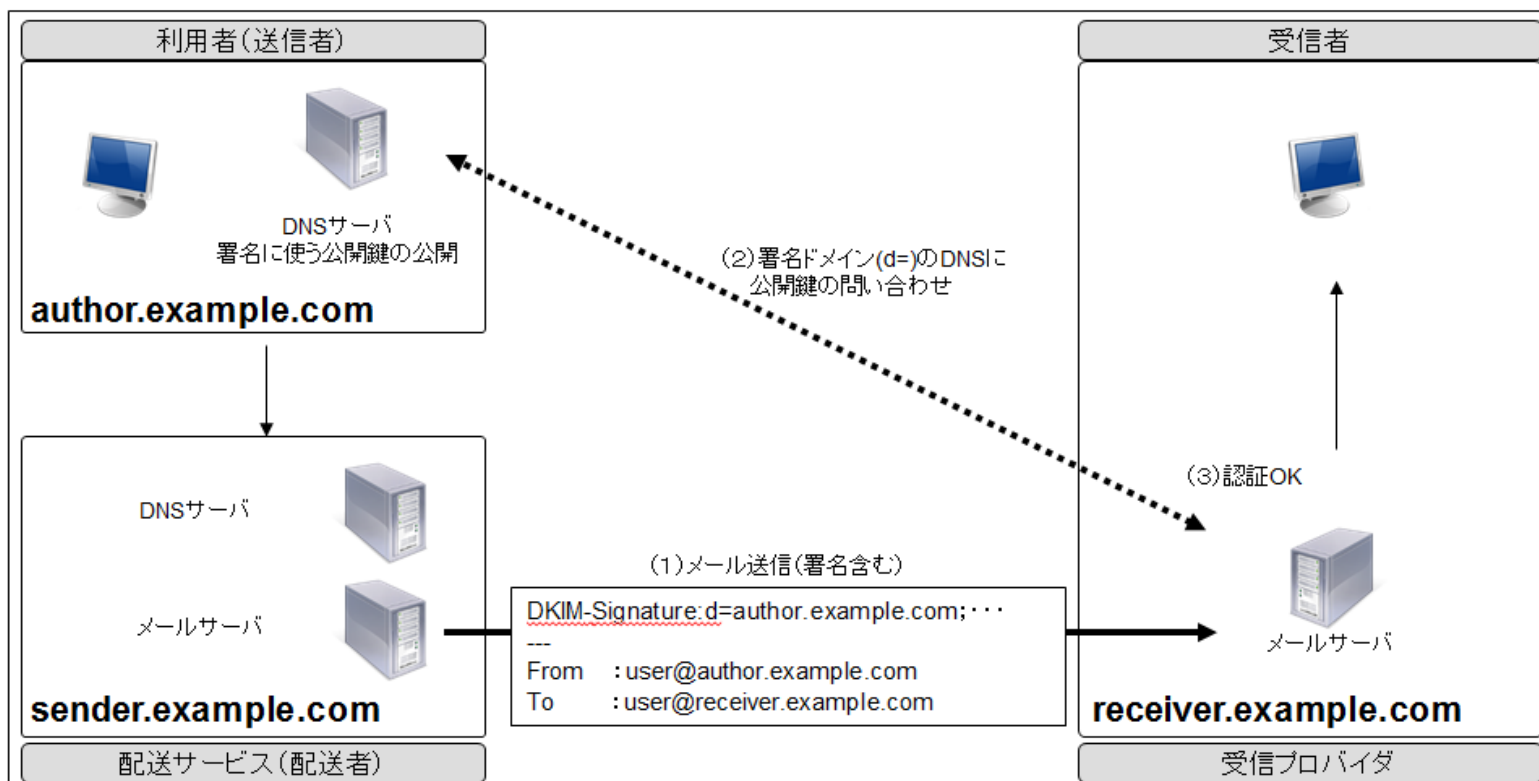 利用者(送信者)
受信者
DNSサーバ
署名に使う公開鍵の公開
author.example.com
(2)署名ドメイン(d=)のDNSに
公開鍵の問い合わせ
(3)認証OK
DNSサーバ
メールサーバ
sender.example.com
配送サービス(配送者)
(1)メール送信(署名含む)
DKIM-Signature:d=author.example.com;・・・
---
From :user@author.example.com
To :user@receiver.example.com
メールサーバ
receiver.example.com
受信プロバイダ